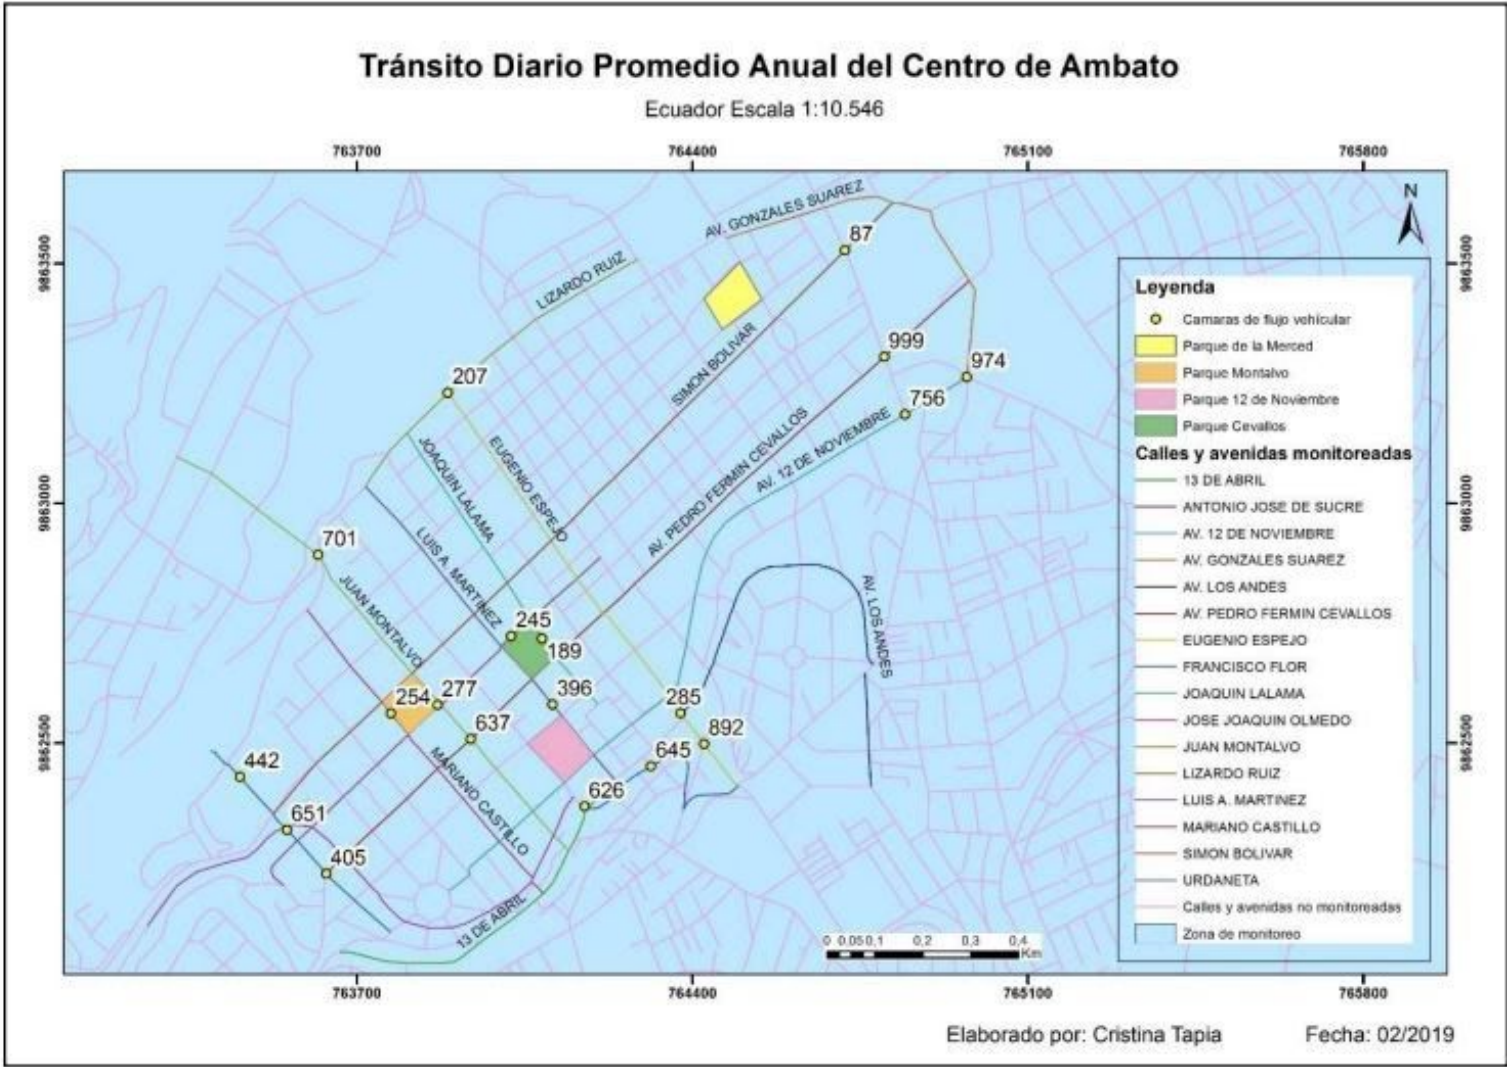 Tránsito Diario Promedio Anual del Centro de Ambato
Ecuador Escala 1:10.546
763700
764400
765100
765800
N
9863500
9863500
9863000
9863000
9862500
9862500
AV. GONZALES SUAREZ
87
LIZARDO RUIZ
SIMON BOLIVAR
999
974
207
756
JOAQUIN LALAMA
EUGENIO ESPEJO
AV. PEDRO FERMIN CEVALLOS
AV. 12 DE NOVIEMBRE
LUIS A. MARTINEZ
701
JUAN MONTALVO
AV. LOS ANDES
245
189
254
277
396
285
637
892
645
442
MARIANO CASTILLO
626
651
405
13 DE ABRIL
Leyenda
Camaras de flujo vehícular
Parque de la Merced
Parque Montalvo
Parque 12 de Noviembre
Parque Cevallos
Calles y avenidas monitoreadas
13 DE ABRIL
ANTONIO JOSE DE SUCRE
AV. 12 DE NOVIEMBRE
AV. GONZALES SUAREZ
AV. LOS ANDES
AV. PEDRO FERMIN CEVALLOS
EUGENIO ESPEJO
FRANCISCO FLOR
JOAQUIN LALAMA
JOSE JOAQUIN OLMEDO
JUAN MONTALVO
LIZARDO RUIZ
LUIS A. MARTINEZ
MARIANO CASTILLO
SIMON BOLIVAR
URDANETA
Calles y avenidas no monitoreadas
Zona de monitoreo
0 0,05 0,1 0,2 0,3 0,4
Km
763700
764400
765100
765800
Elaborado por: Cristina Tapia Fecha: 02/2019